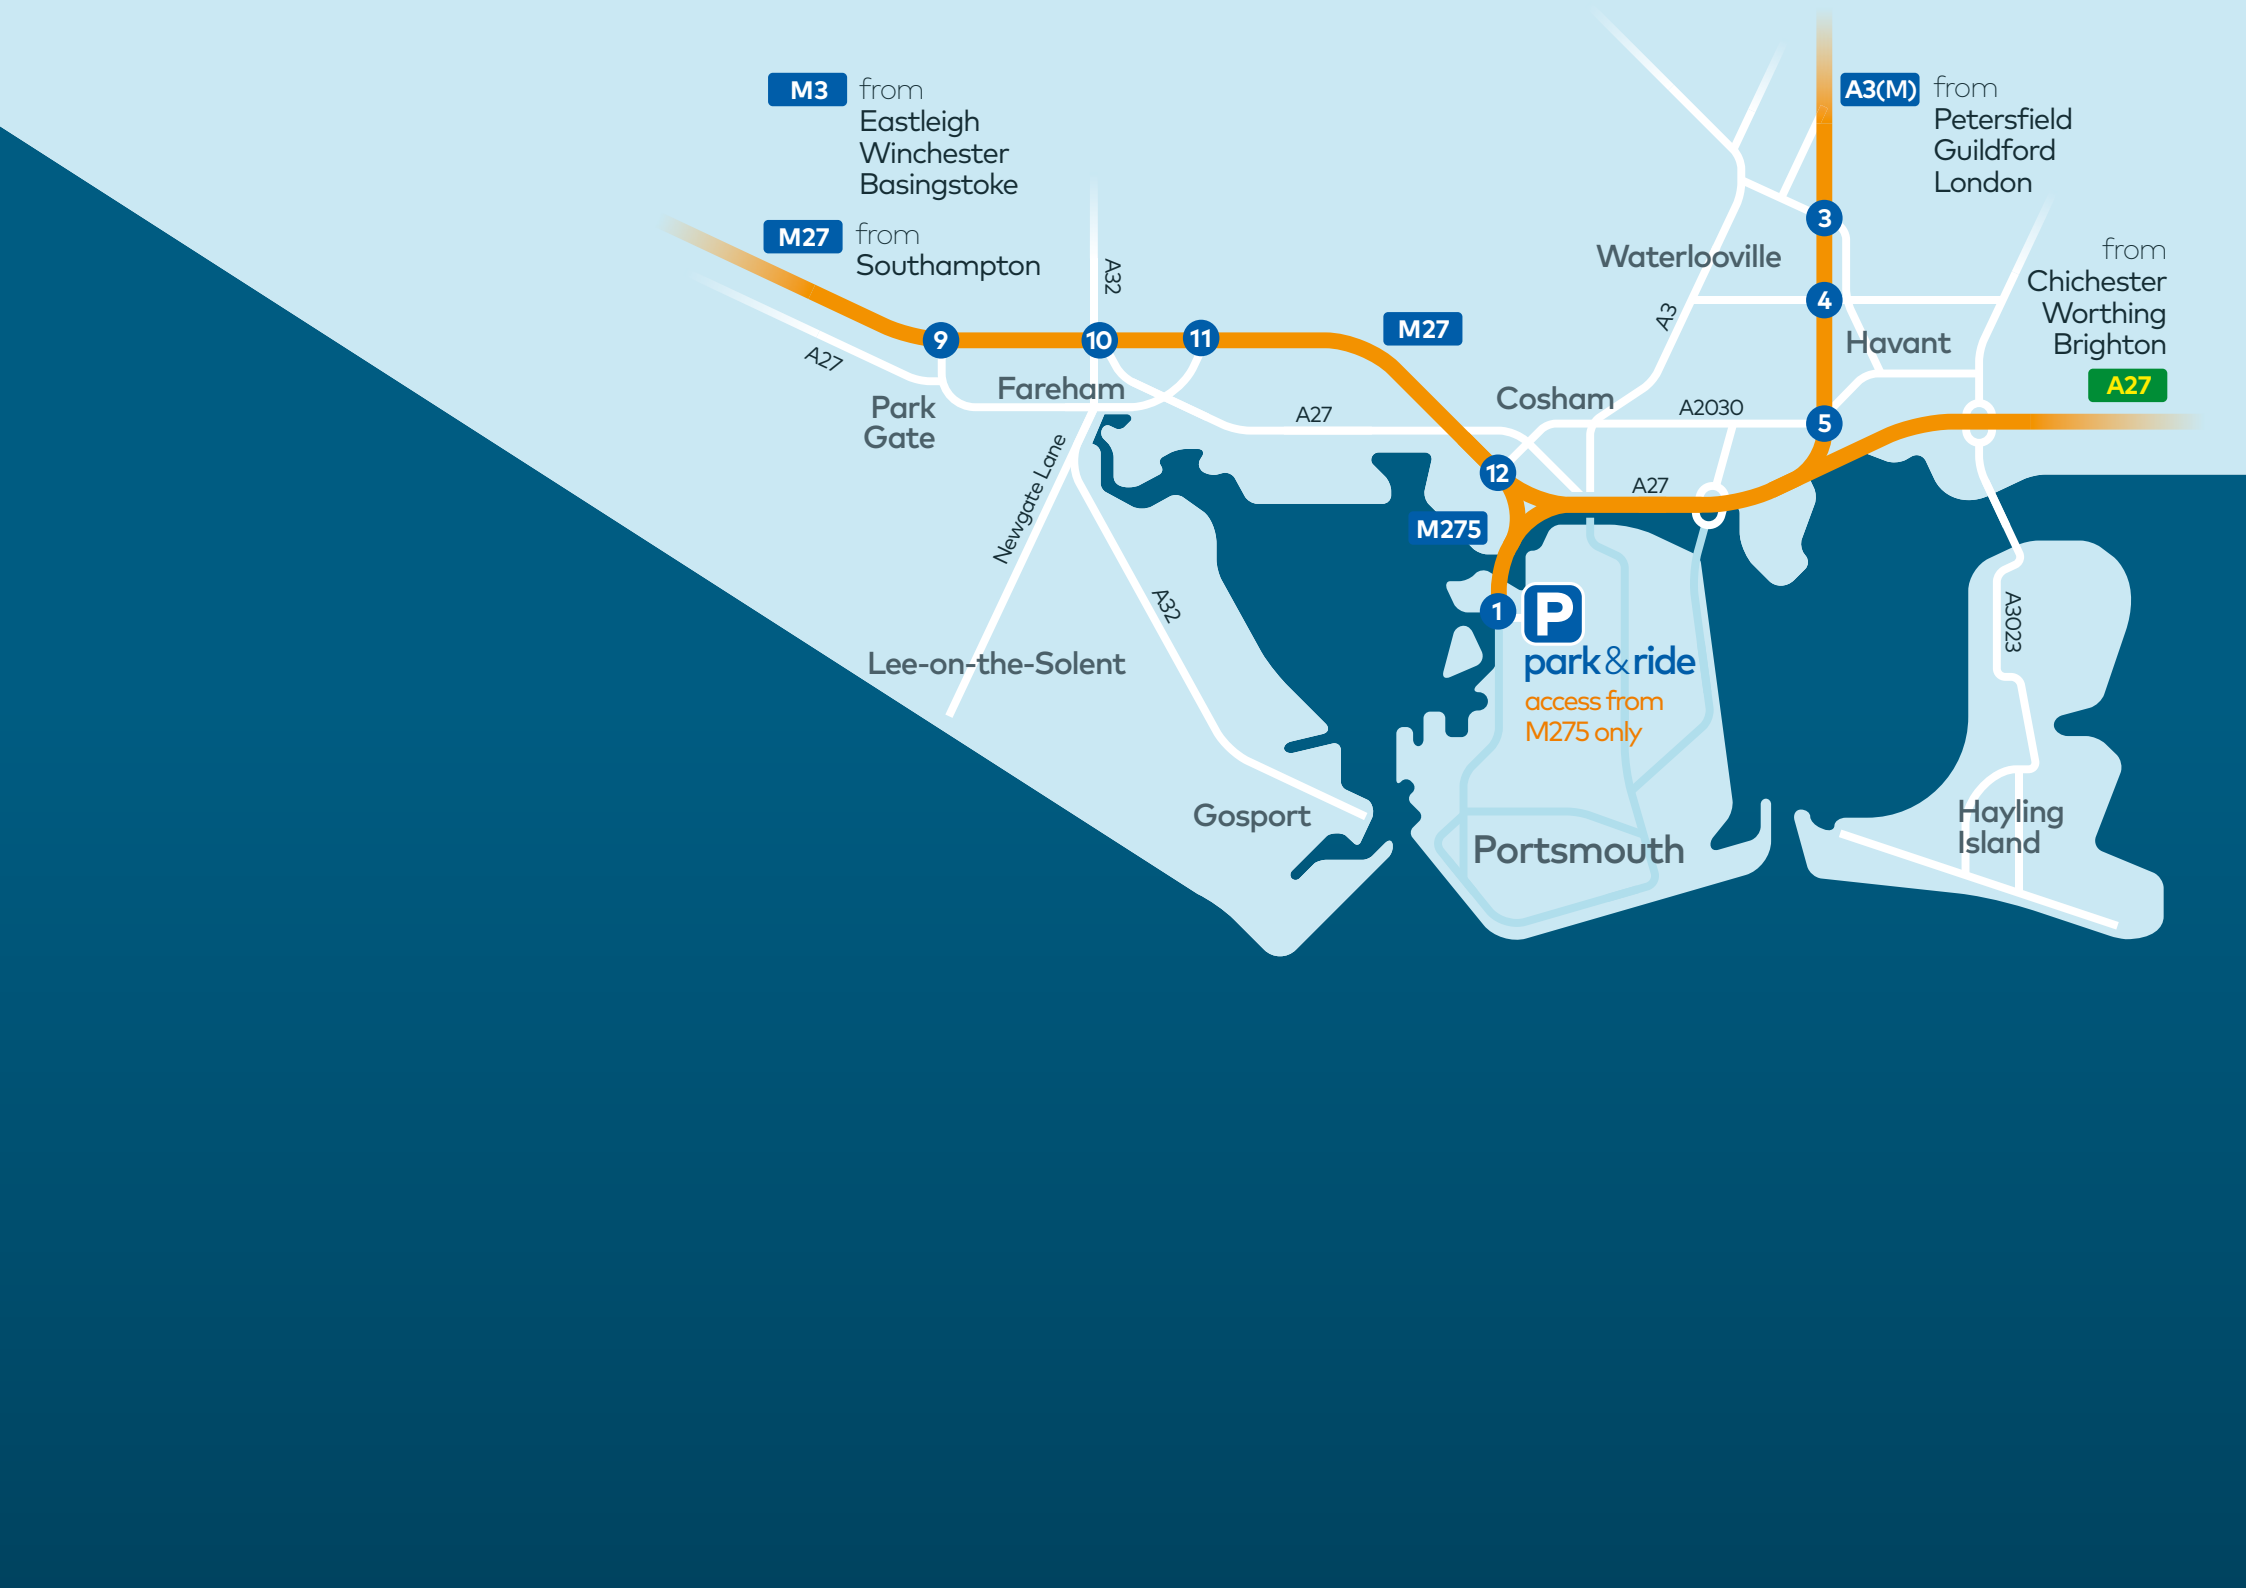 M3 from
Eastleigh
Winchester
Basingstoke
M27 from
Southampton
A3(M) from
Petersfield
Guildford
London
from
Chichester
Worthing
Brighton
A27
3
Waterlooville
4
A32
A3
M27
9
10
11
Havant
A27
Fareham
Park
Gate
Cosham
A27
A2030
5
Newgate Lane
12
A27
M275
A32
1
P
park&ride
access from
M275 only
A3023
Lee-on-the-Solent
Gosport
Portsmouth
Hayling
Island